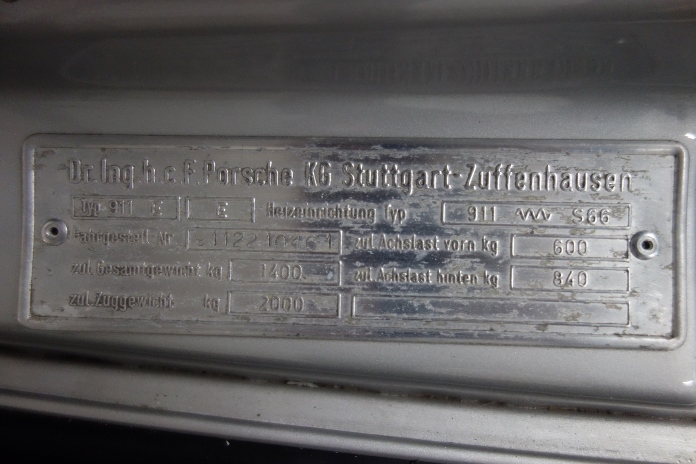 Dr. Ing. h. c. F. Porsche KG Stuttgart-Zuffenhausen
Typ 911 E E Heizeinrichtung Typ 911 S66
Fahrgestell Nr. zul. Achslast vorn kg 600
zul. Gesamtgewicht kg 1400 zul. Achslast hinten kg 840
zul. Zuggewicht kg 2000